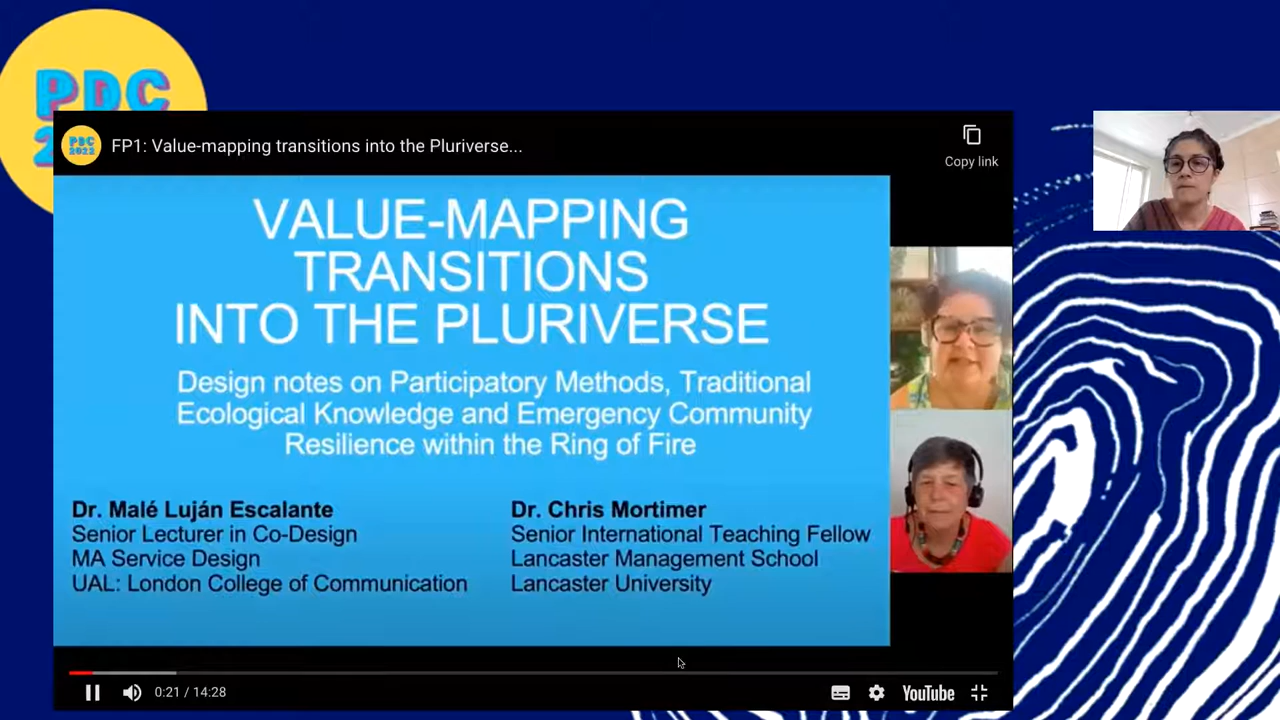 PDC
2
PDC
2022
FP1: Value-mapping transitions into the Pluriverse...
Copy link
VALUE-MAPPING
TRANSITIONS
INTO THE PLURIVERSE
Design notes on Participatory Methods, Traditional
Ecological Knowledge and Emergency Community
Resilience within the Ring of Fire
Dr. Malé Luján Escalante
Senior Lecturer in Co-Design
MA Service Design
UAL: London College of Communication
Dr. Chris Mortimer
Senior International Teaching Fellow
Lancaster Management School
Lancaster University
0:21 / 14:28
YouTube